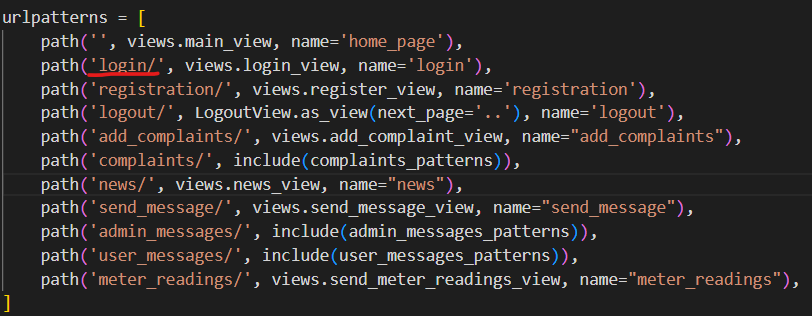 urlpatterns = [
    path('', views.main_view, name='home_page'),
    path('login/', views.login_view, name='login'),
    path('registration/', views.register_view, name='registration'),
    path('logout/', LogoutView.as_view(next_page='..'), name='logout'),
    path('add_complaints/', views.add_complaint_view, name="add_complaints"),
    path('complaints/', include(complaints_patterns)),
    path('news/', views.news_view, name="news"),
    path('send_message/', views.send_message_view, name="send_message"),
    path('admin_messages/', include(admin_messages_patterns)),
    path('user_messages/', include(user_messages_patterns)),
    path('meter_readings/', views.send_meter_readings_view, name="meter_readings"),
]